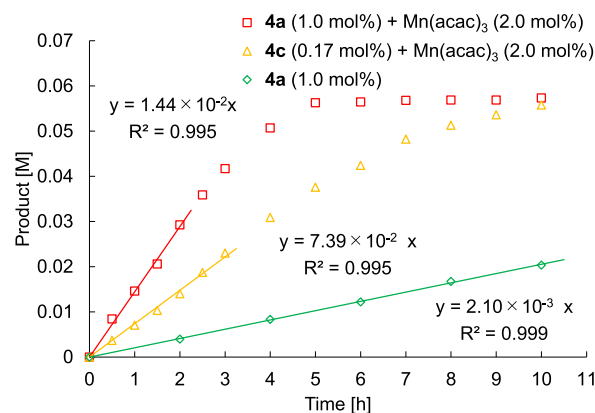 4a (1.0 mol%) + Mn(acac)₃ (2.0 mol%)
4c (0.17 mol%) + Mn(acac)₃ (2.0 mol%)
4a (1.0 mol%)
0.07
0.06
0.05
0.04
0.03
0.02
0.01
0
Product [M]
y = 1.44 × 10⁻²x
R² = 0.995
y = 7.39 × 10⁻² x
R² = 0.995
y = 2.10 × 10⁻³ x
R² = 0.999
0 1 2 3 4 5 6 7 8 9 10 11
Time [h]